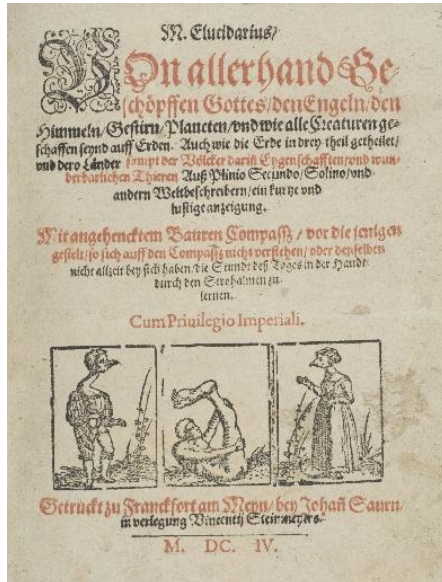 M. Elucidarius/
VOn allerhand Ge-
schöpffen Gottes/ den Engeln/ den
Himmeln/ Gestirn/ Planeten/ vnd wie alle Creaturen ge-
schaffen seynd auff Erden. Auch wie die Erde in drey theil getheilet/
vnd dero Länder sampt der Völcker darin̄ Eygenschafften/ vnd wun-
derbarlichen Thieren Auß Plinio Secundo/ Solino/ vnd
andern Weltbeschreibern/ ein kurtze vnd
lustige anzeigung.
Mit angehencktem Bauren Compassz/ vor die jenigen
gestelt/ so sich auff den Compassz nicht verstehen/ oder denselben
nicht allzeit bey sich haben/ die Stundt deß Tages in der Handt
durch den Strohalmen zu
lernen.
Cum Priuilegio Imperiali.
Getruckt zu Franckfort am Meyn/ bey Johañ Saurn/
in verlegung Vincentij Steinmeyers.
M. DC. IV.